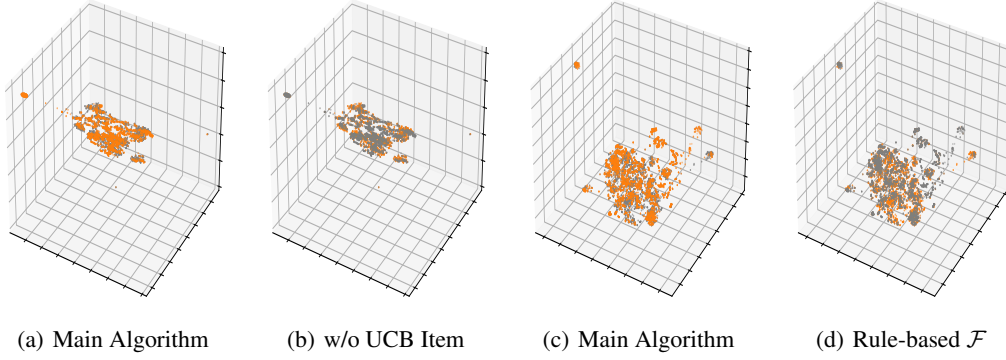 (a) Main Algorithm
(b) w/o UCB Item
(c) Main Algorithm
(d) Rule-based ℱ